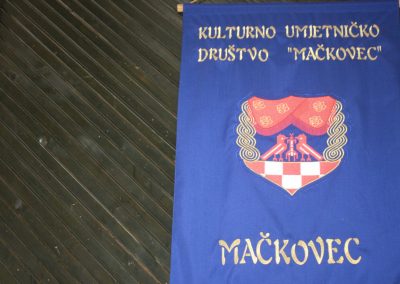 KULTURNO UMJETNIČKO
DRUŠTVO "MAČKOVEC"
MAČKOVEC